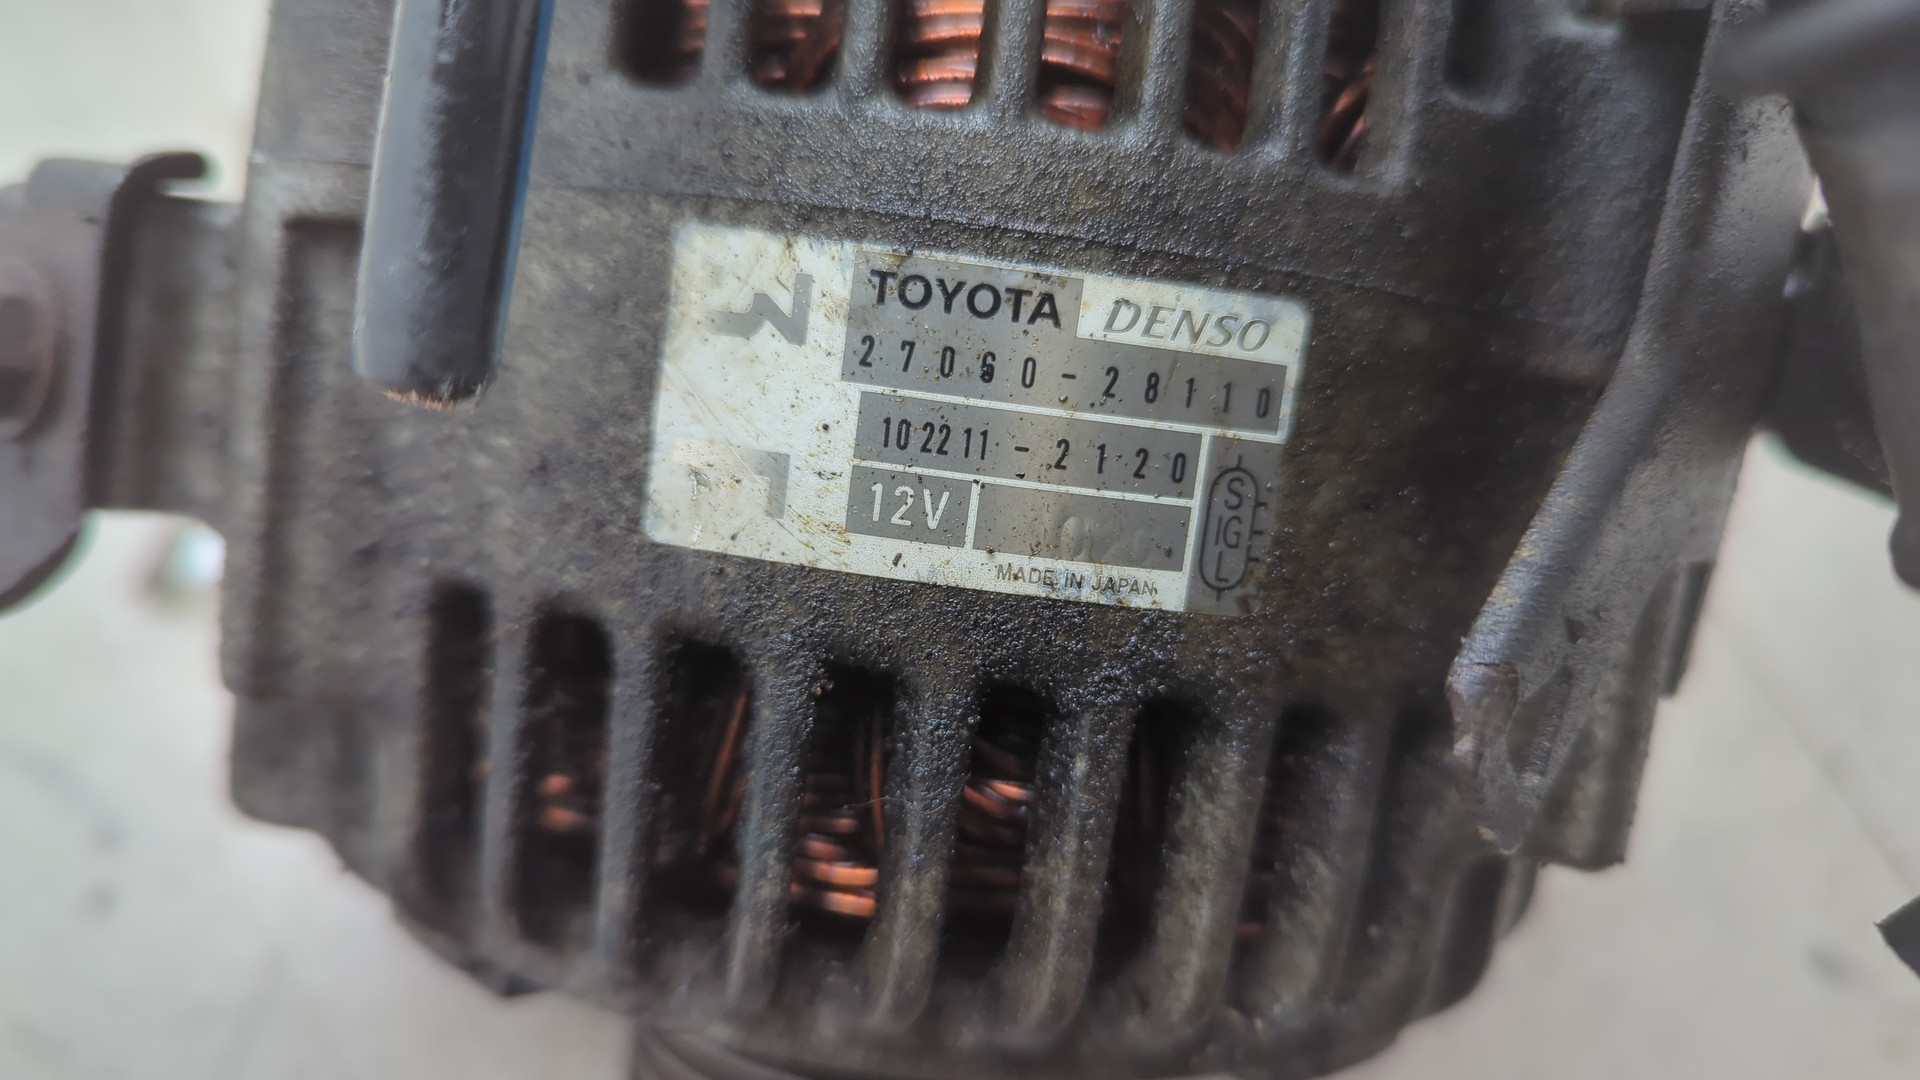 TOYOTA DENSO
27060-28110
102211-2120
12V
MADE IN JAPAN
S
IG
L